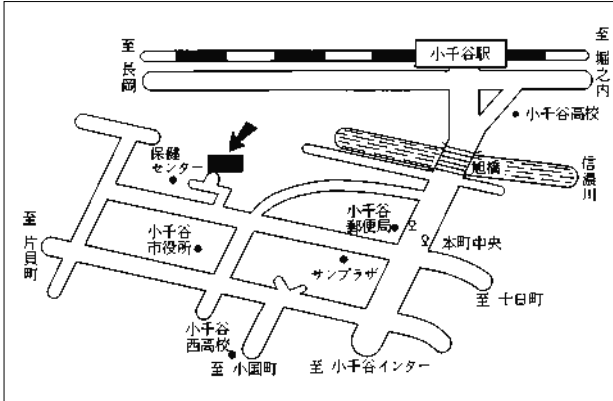 至 長岡
小千谷駅
至 堀之内
小千谷高校
保健
センター
旭橋
信濃川
小千谷
郵便局
本町中央
至 片貝町
小千谷
市役所
サンプラザ
至 十日町
小千谷
西高校
至 小国町
至 小千谷インター